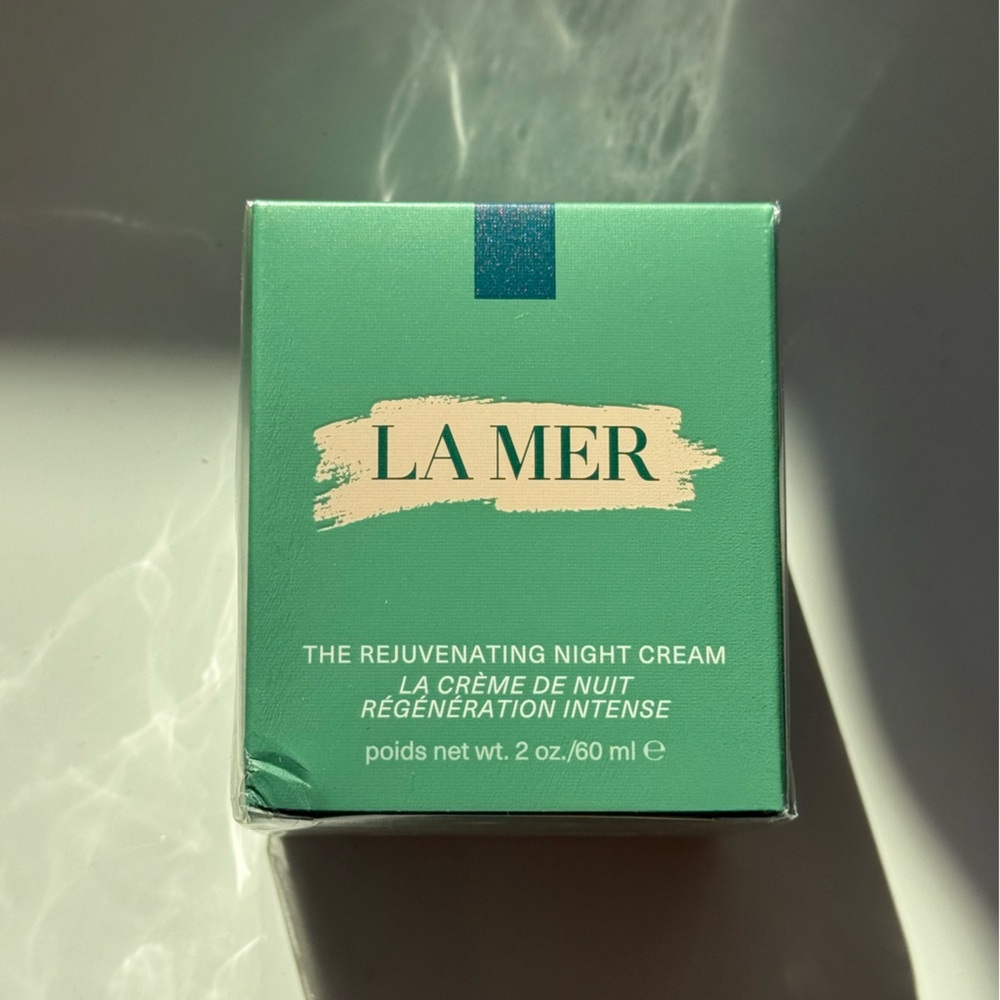 LA MER
THE REJUVENATING NIGHT CREAM
LA CRÈME DE NUIT
RÉGÉNÉRATION INTENSE
poids net wt. 2 oz./60 ml ℮